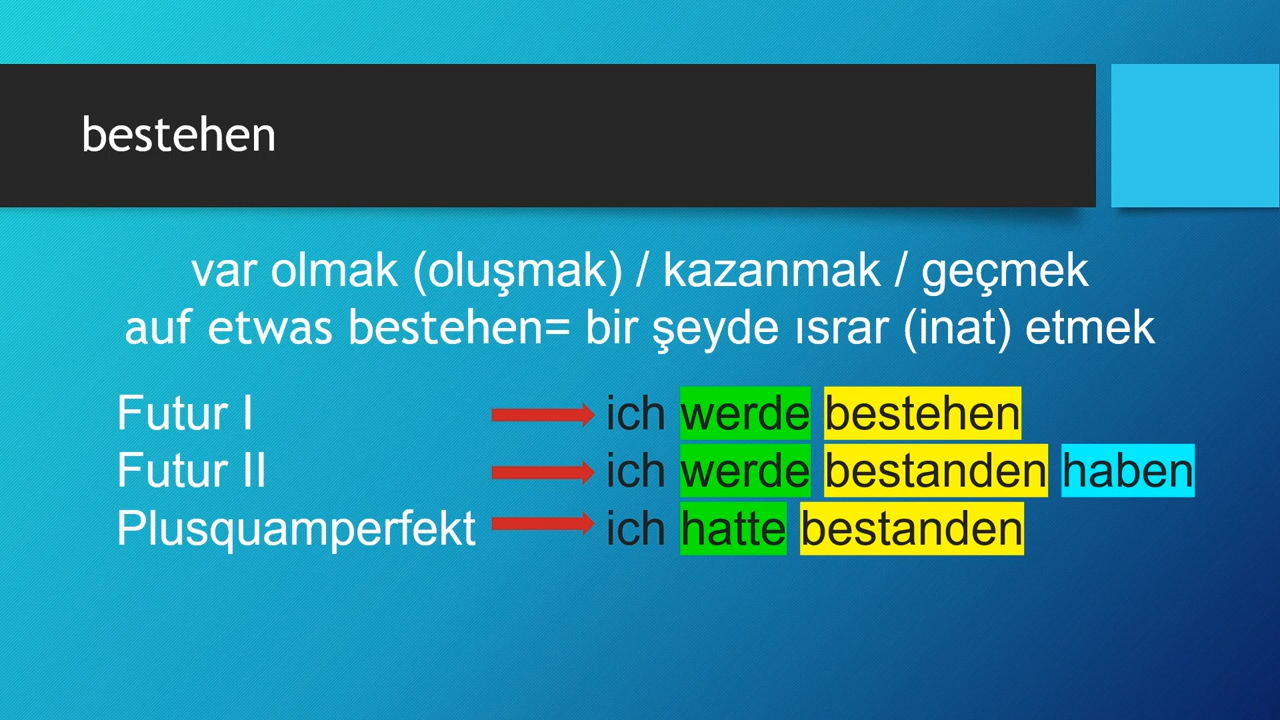 bestehen
var olmak (oluşmak) / kazanmak / geçmek
auf etwas bestehen= bir şeyde ısrar (inat) etmek
Futur I ich werde bestehen
Futur II ich werde bestanden haben
Plusquamperfekt ich hatte bestanden